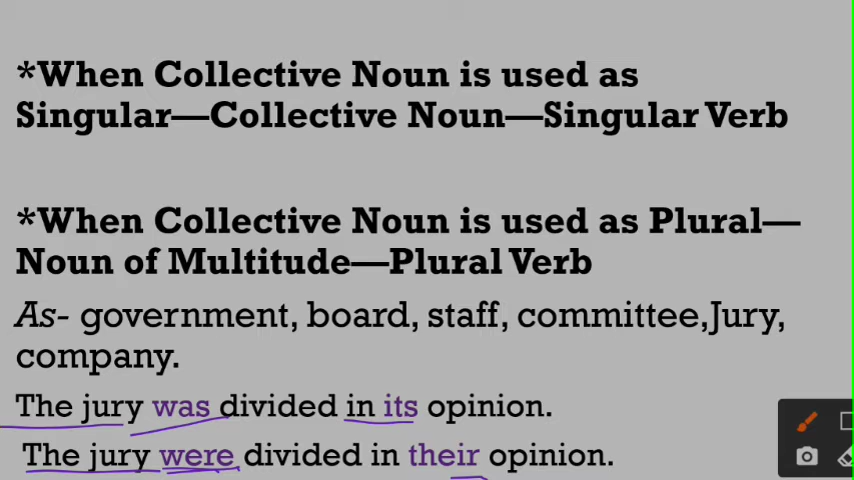 *When Collective Noun is used as
Singular—Collective Noun—Singular Verb
*When Collective Noun is used as Plural—
Noun of Multitude—Plural Verb
As- government, board, staff, committee,Jury,
company.
The jury was divided in its opinion.
The jury were divided in their opinion.